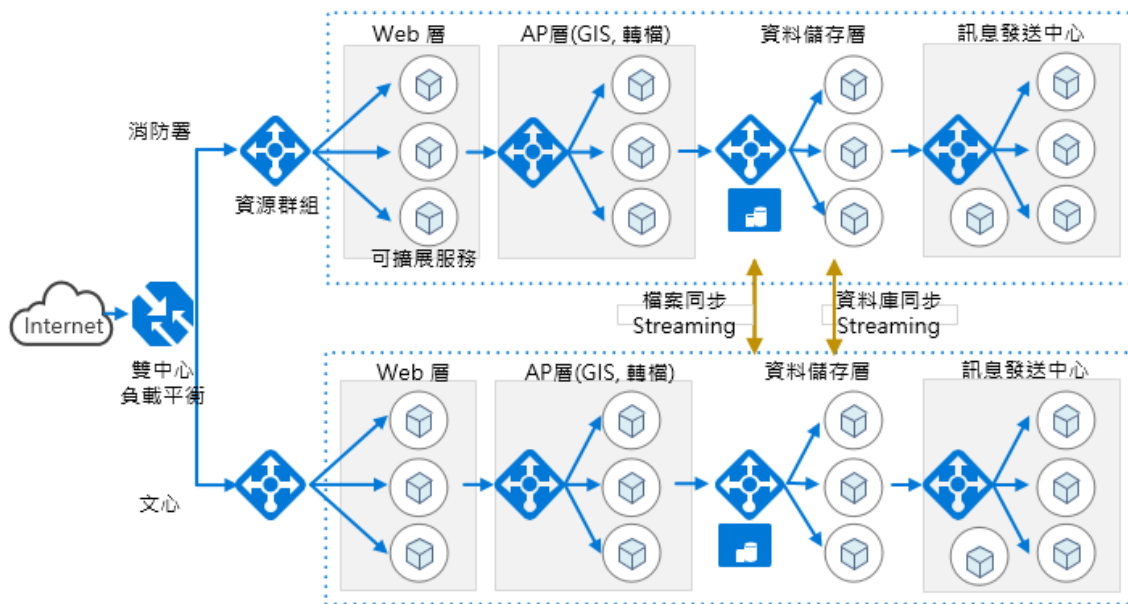 Web 層
AP層(GIS, 轉檔)
資料儲存層
訊息發送中心
消防署
資源群組
可擴展服務
Internet
雙中心
負載平衡
檔案同步
Streaming
資料庫同步
Streaming
Web 層
AP層(GIS, 轉檔)
資料儲存層
訊息發送中心
文心